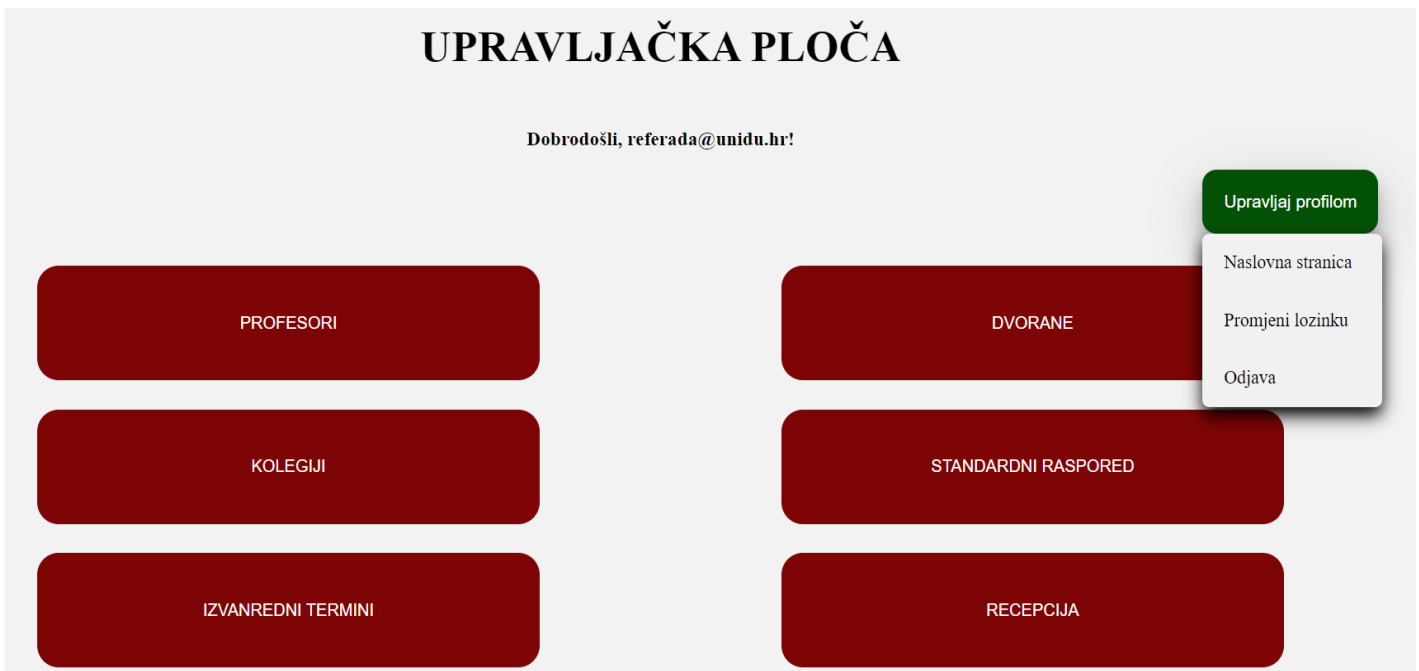 UPRAVLJAČKA PLOČA
Dobrodošli, referada@unidu.hr!
Upravljaj profilom
Naslovna stranica
Promjeni lozinku
Odjava
PROFESORI
DVORANE
KOLEGIJI
STANDARDNI RASPORED
IZVANREDNI TERMINI
RECEPCIJA